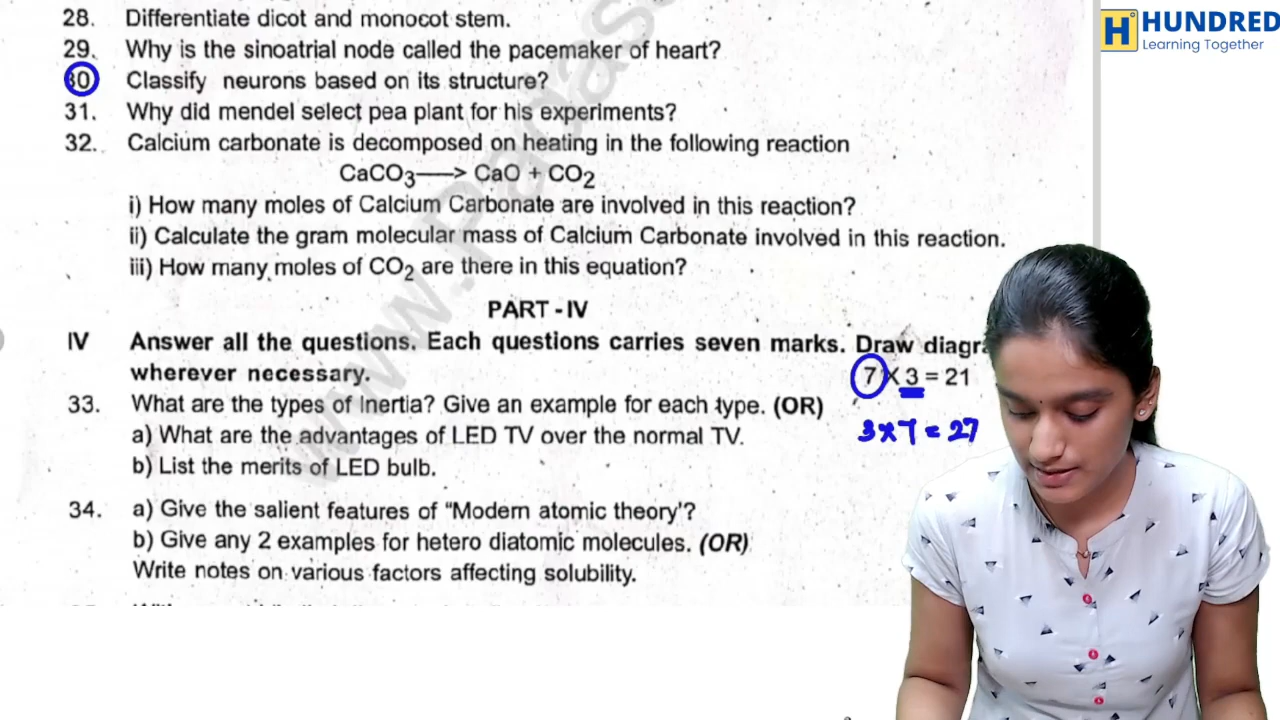 28. Differentiate dicot and monocot stem.
29. Why is the sinoatrial node called the pacemaker of heart?
30 Classify neurons based on its structure?
31. Why did mendel select pea plant for his experiments?
32. Calcium carbonate is decomposed on heating in the following reaction
CaCO3 —> CaO + CO2
i) How many moles of Calcium Carbonate are involved in this reaction?
ii) Calculate the gram molecular mass of Calcium Carbonate involved in this reaction.
iii) How many moles of CO2 are there in this equation?
PART - IV
IV Answer all the questions. Each questions carries seven marks. Draw diagr
wherever necessary. 7 X 3 = 21
33. What are the types of Inertia? Give an example for each type. (OR)
3 x 7 = 27
a) What are the advantages of LED TV over the normal TV.
b) List the merits of LED bulb.
34. a) Give the salient features of "Modern atomic theory'?
b) Give any 2 examples for hetero diatomic molecules. (OR)
Write notes on various factors affecting solubility.
H HUNDRED
Learning Together